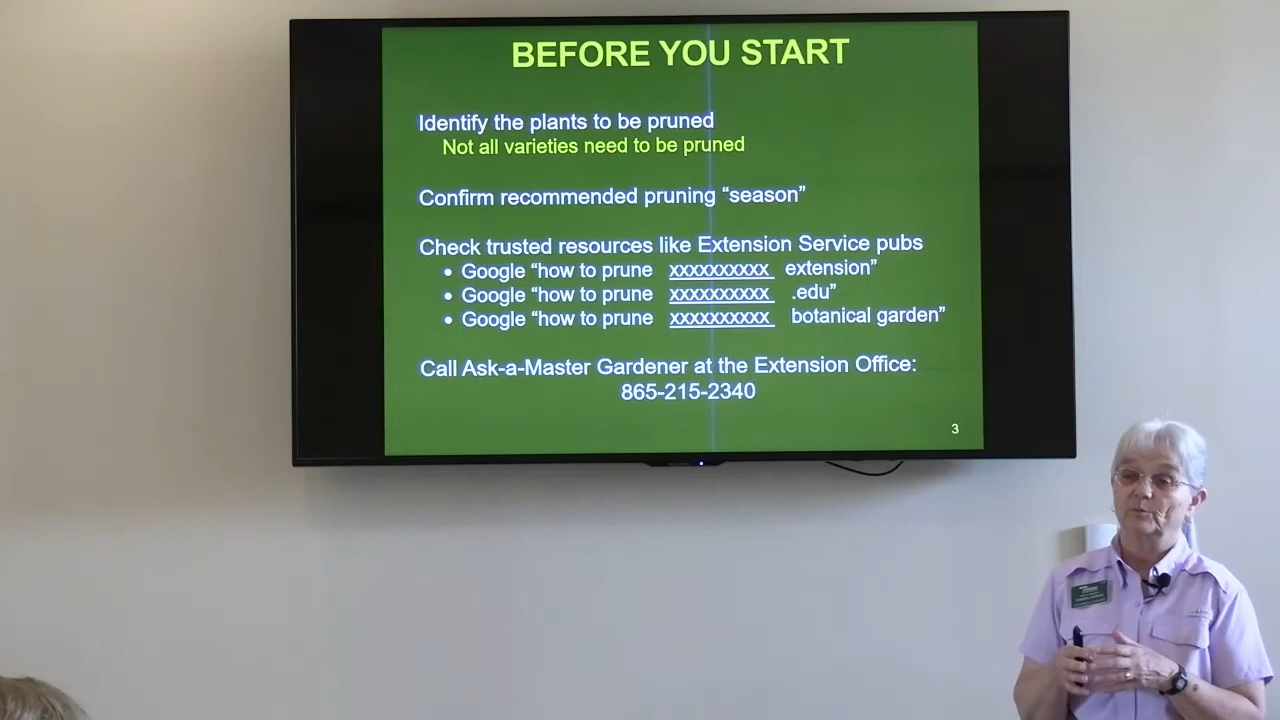 BEFORE YOU START
Identify the plants to be pruned
Not all varieties need to be pruned
Confirm recommended pruning “season”
Check trusted resources like Extension Service pubs
• Google “how to prune xxxxxxxxxx extension”
• Google “how to prune xxxxxxxxxx .edu”
• Google “how to prune xxxxxxxxxx botanical garden”
Call Ask-a-Master Gardener at the Extension Office:
865-215-2340
3